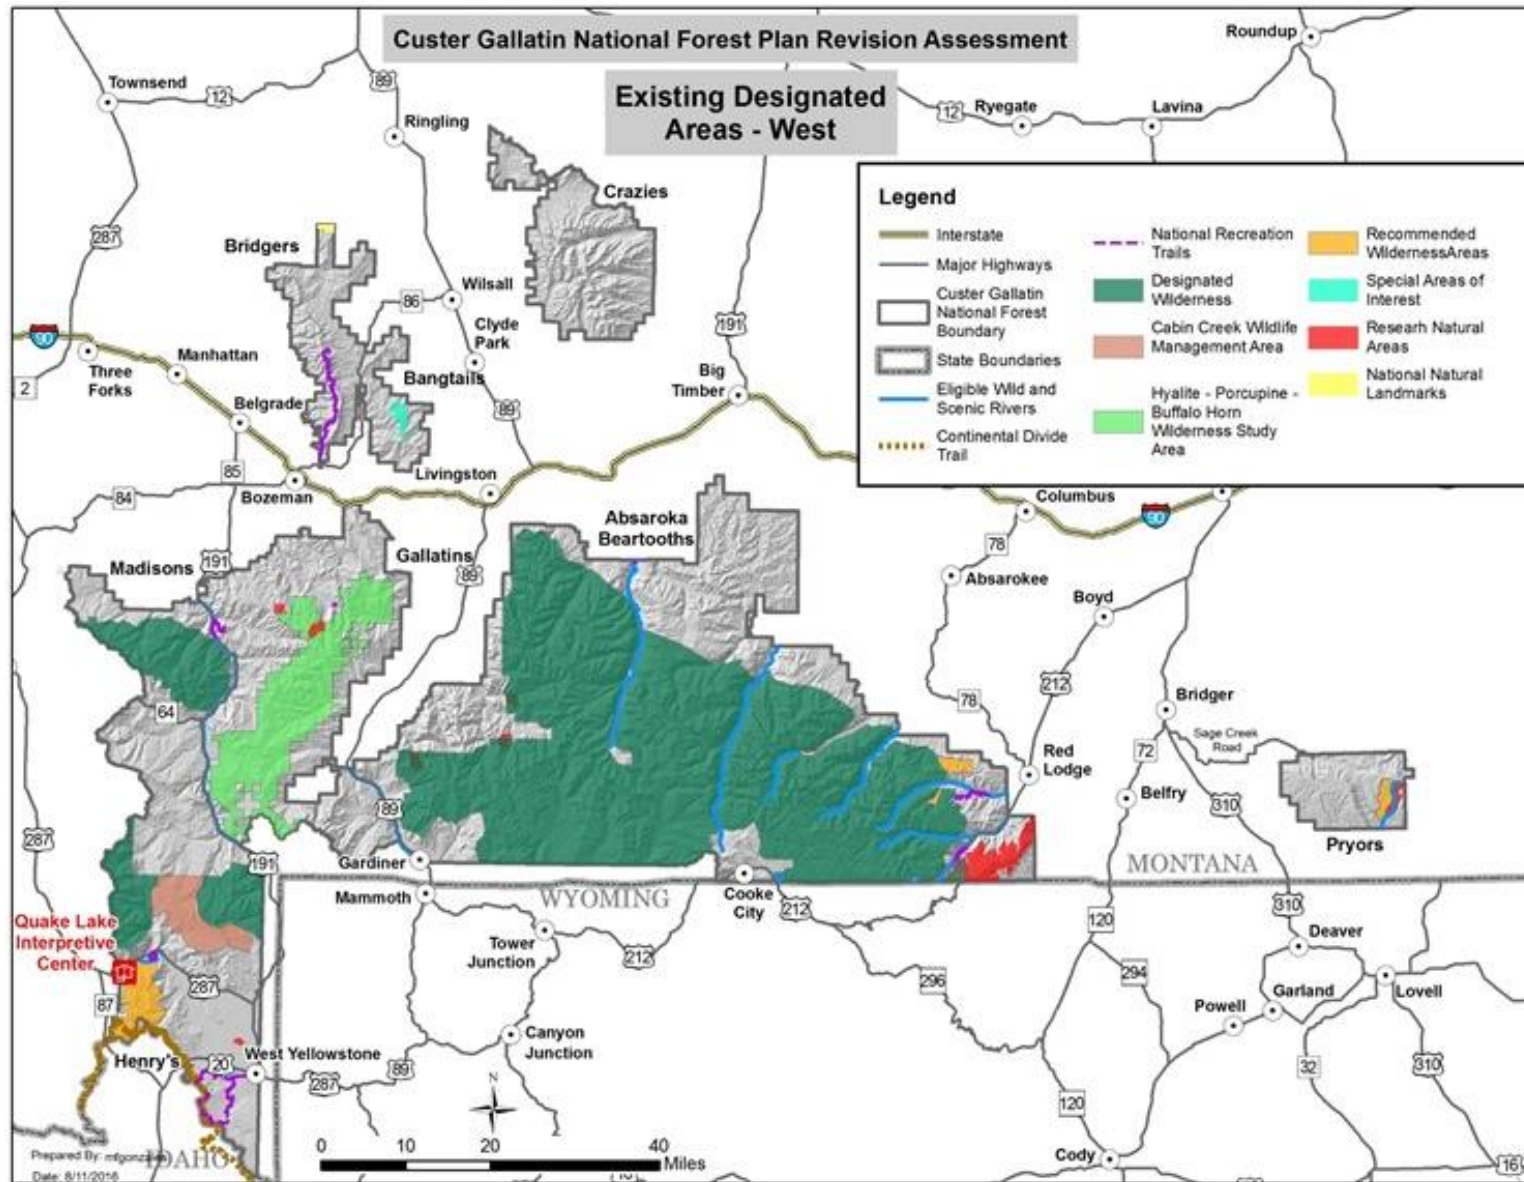 Custer Gallatin National Forest Plan Revision Assessment
Existing Designated
Areas - West
Roundup
Townsend
12
89
Ringling
12
Ryegate
Lavina
Crazies
287
Bridgers
Wilsall
86
Clyde
Park
191
90
Manhattan
Three
Forks
2
Bangtails
Big
Timber
Belgrade
89
85
Livingston
84
Bozeman
Legend
Interstate
Major Highways
Custer Gallatin
National Forest
Boundary
State Boundaries
Eligible Wild and
Scenic Rivers
Continental Divide
Trail
National Recreation
Trails
Designated
Wilderness
Cabin Creek Wildlife
Management Area
Hyalite - Porcupine -
Buffalo Horn
Wilderness Study
Area
Recommended
WildernessAreas
Special Areas of
Interest
Researh Natural
Areas
National Natural
Landmarks
Columbus
90
Absaroka
Beartooths
78
191
Madisons
Gallatins
89
Absarokee
Boyd
212
78
64
Bridger
Sage Creek
Road
72
Red
Lodge
Belfry
310
89
287
Pryors
191
Gardiner
MONTANA
Mammoth
WYOMING
Cooke
City
212
310
120
Quake Lake
Interpretive
Center
Tower
Junction
212
Deaver
296
294
287
87
Powell
Garland
Lovell
Canyon
Junction
Henry's
20
West Yellowstone
287
89
32
310
120
N
0 10 20 40
Miles
Prepared By: mfgonzales
IDAHO
Date: 8/11/2016
Cody
16